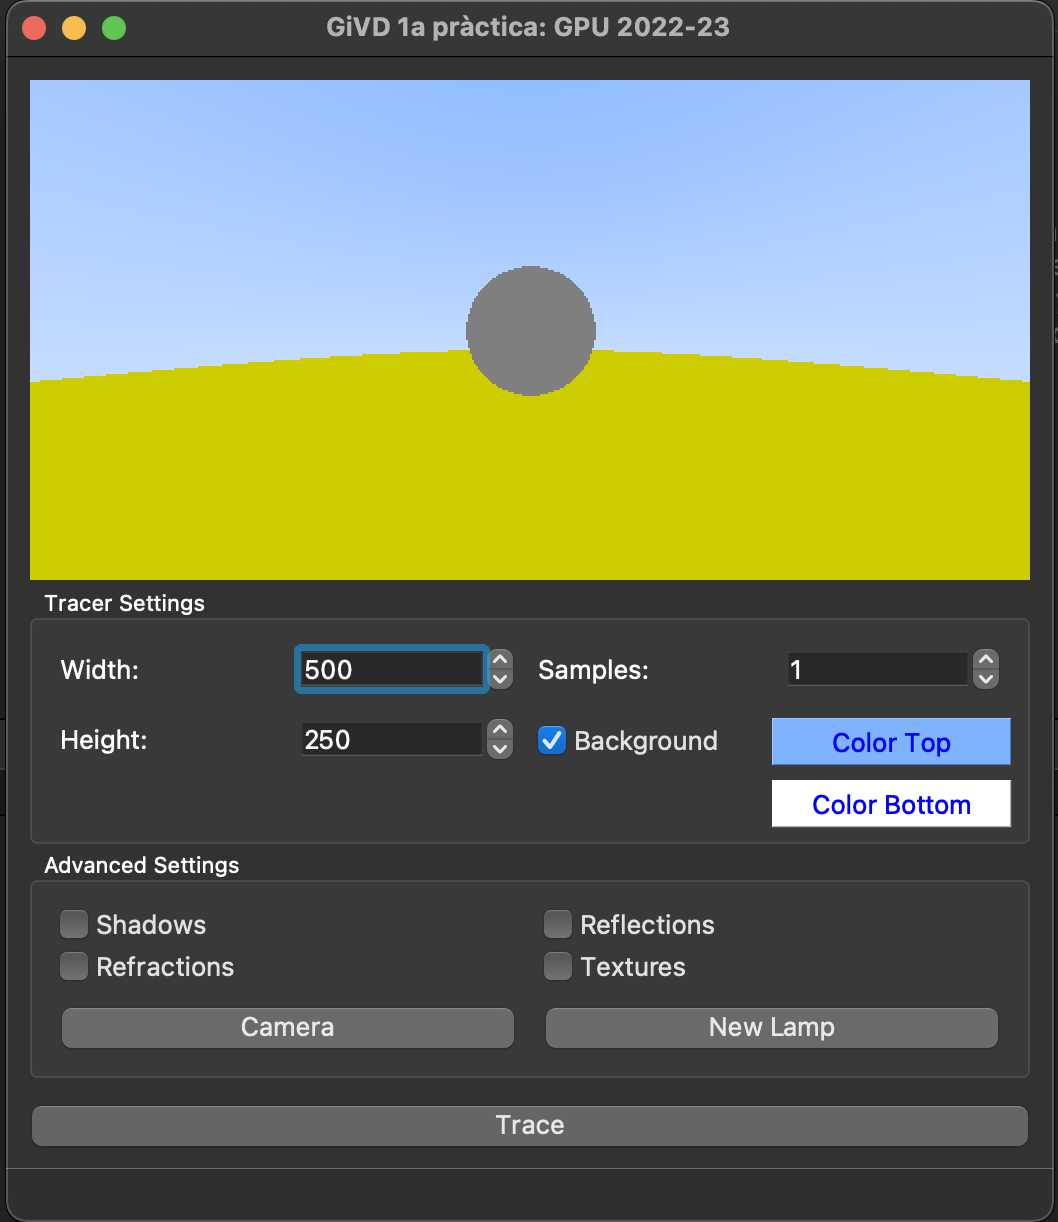 GiVD 1a pràctica: GPU 2022-23
Tracer Settings
Width: 500 Samples: 1
Height: 250 Background Color Top
Color Bottom
Advanced Settings
Shadows Reflections
Refractions Textures
Camera New Lamp
Trace